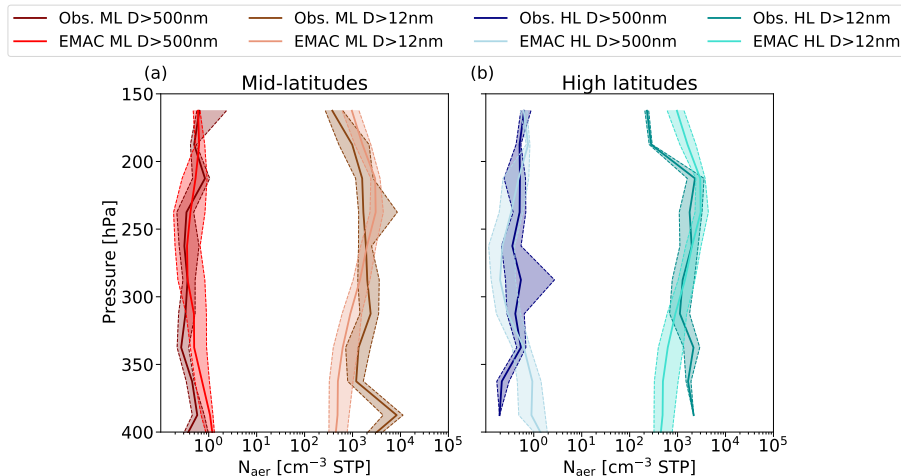 Obs. ML D>500nm Obs. ML D>12nm Obs. HL D>500nm Obs. HL D>12nm
EMAC ML D>500nm EMAC ML D>12nm EMAC HL D>500nm EMAC HL D>12nm
(a) Mid-latitudes (b) High latitudes
150
200
250
300
350
400
Pressure [hPa]
10⁰ 10¹ 10² 10³ 10⁴ 10⁵ 10⁰ 10¹ 10² 10³ 10⁴ 10⁵
Nₐₑᵣ [cm⁻³ STP] Nₐₑᵣ [cm⁻³ STP]